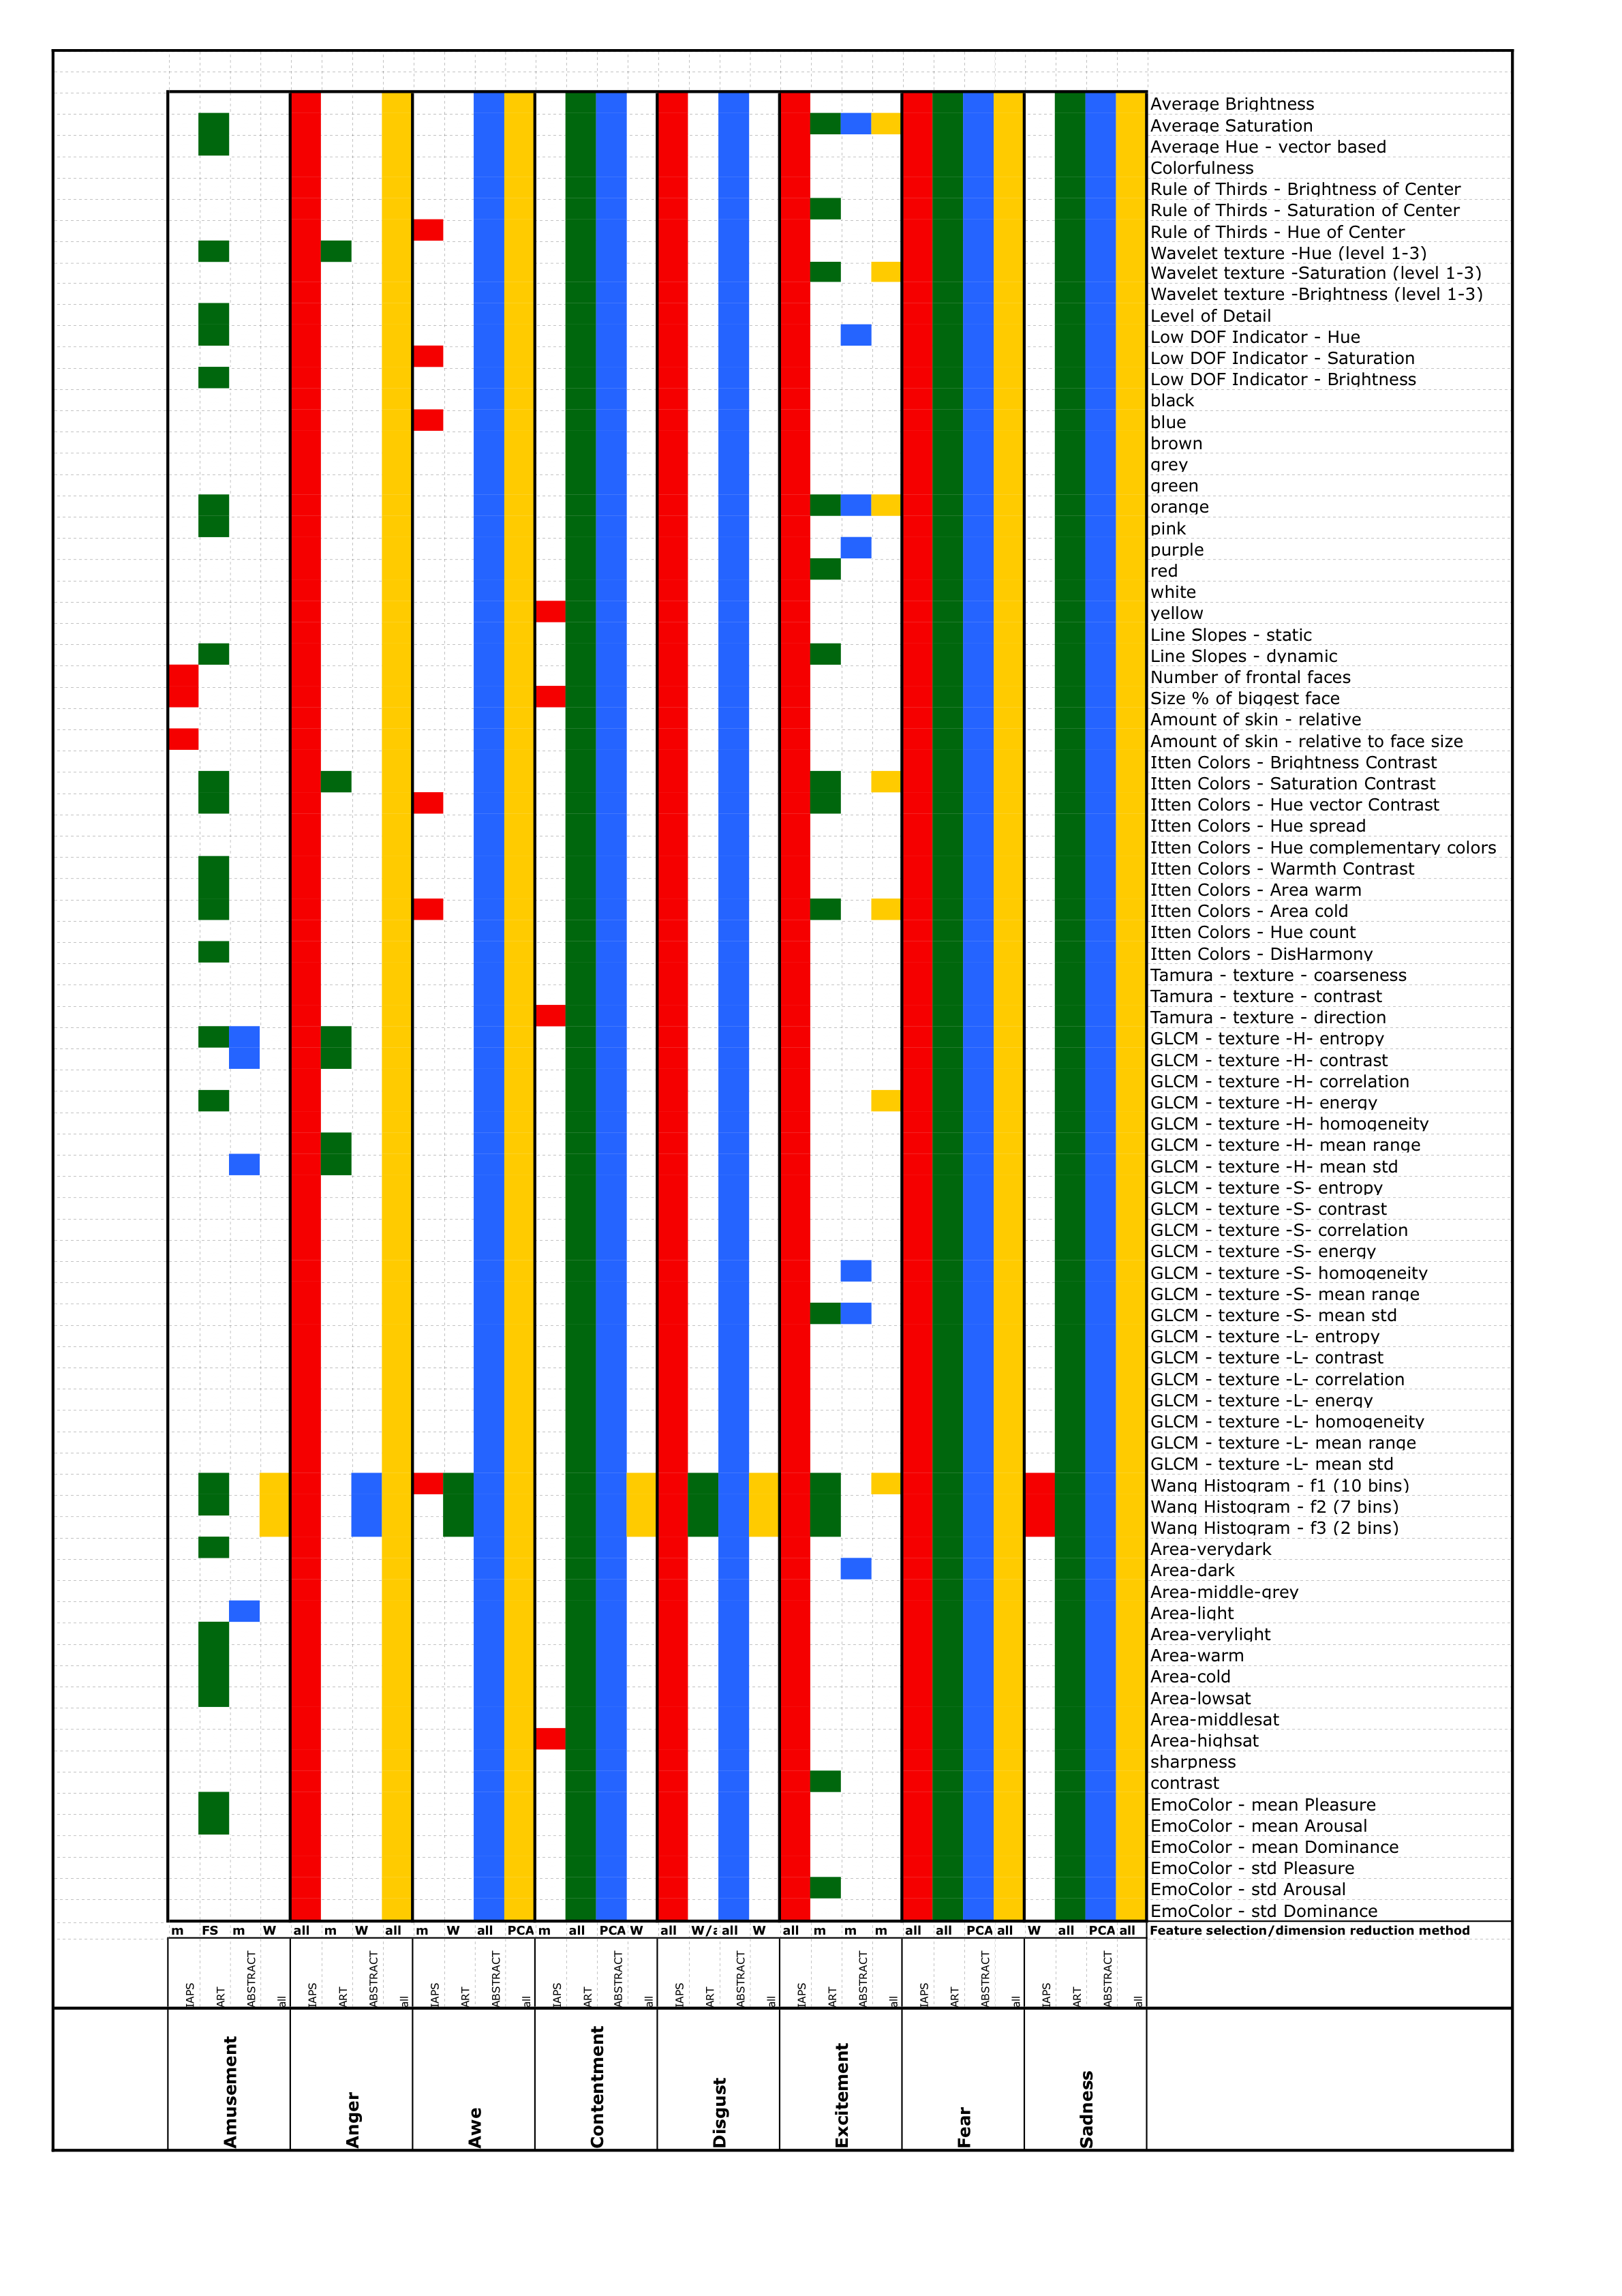 Average Brightness
Average Saturation
Average Hue - vector based
Colorfulness
Rule of Thirds - Brightness of Center
Rule of Thirds - Saturation of Center
Rule of Thirds - Hue of Center
Wavelet texture -Hue (level 1-3)
Wavelet texture -Saturation (level 1-3)
Wavelet texture -Brightness (level 1-3)
Level of Detail
Low DOF Indicator - Hue
Low DOF Indicator - Saturation
Low DOF Indicator - Brightness
black
blue
brown
grey
green
orange
pink
purple
red
white
yellow
Line Slopes - static
Line Slopes - dynamic
Number of frontal faces
Size % of biggest face
Amount of skin - relative
Amount of skin - relative to face size
Itten Colors - Brightness Contrast
Itten Colors - Saturation Contrast
Itten Colors - Hue vector Contrast
Itten Colors - Hue spread
Itten Colors - Hue complementary colors
Itten Colors - Warmth Contrast
Itten Colors - Area warm
Itten Colors - Area cold
Itten Colors - Hue count
Itten Colors - DisHarmony
Tamura - texture - coarseness
Tamura - texture - contrast
Tamura - texture - direction
GLCM - texture -H- entropy
GLCM - texture -H- contrast
GLCM - texture -H- correlation
GLCM - texture -H- energy
GLCM - texture -H- homogeneity
GLCM - texture -H- mean range
GLCM - texture -H- mean std
GLCM - texture -S- entropy
GLCM - texture -S- contrast
GLCM - texture -S- correlation
GLCM - texture -S- energy
GLCM - texture -S- homogeneity
GLCM - texture -S- mean range
GLCM - texture -S- mean std
GLCM - texture -L- entropy
GLCM - texture -L- contrast
GLCM - texture -L- correlation
GLCM - texture -L- energy
GLCM - texture -L- homogeneity
GLCM - texture -L- mean range
GLCM - texture -L- mean std
Wang Histogram - f1 (10 bins)
Wang Histogram - f2 (7 bins)
Wang Histogram - f3 (2 bins)
Area-verydark
Area-dark
Area-middle-grey
Area-light
Area-verylight
Area-warm
Area-cold
Area-lowsat
Area-middlesat
Area-highsat
sharpness
contrast
EmoColor - mean Pleasure
EmoColor - mean Arousal
EmoColor - mean Dominance
EmoColor - std Pleasure
EmoColor - std Arousal
EmoColor - std Dominance
m FS m W all m W all m W all PCA m all PCA W all W/a all W all m m m all all PCA all W all PCA all Feature selection/dimension reduction method
IAPS ART ABSTRACT all IAPS ART ABSTRACT all IAPS ART ABSTRACT all IAPS ART ABSTRACT all IAPS ART ABSTRACT all IAPS ART ABSTRACT all IAPS ART ABSTRACT all IAPS ART ABSTRACT all
Amusement Anger Awe Contentment Disgust Excitement Fear Sadness